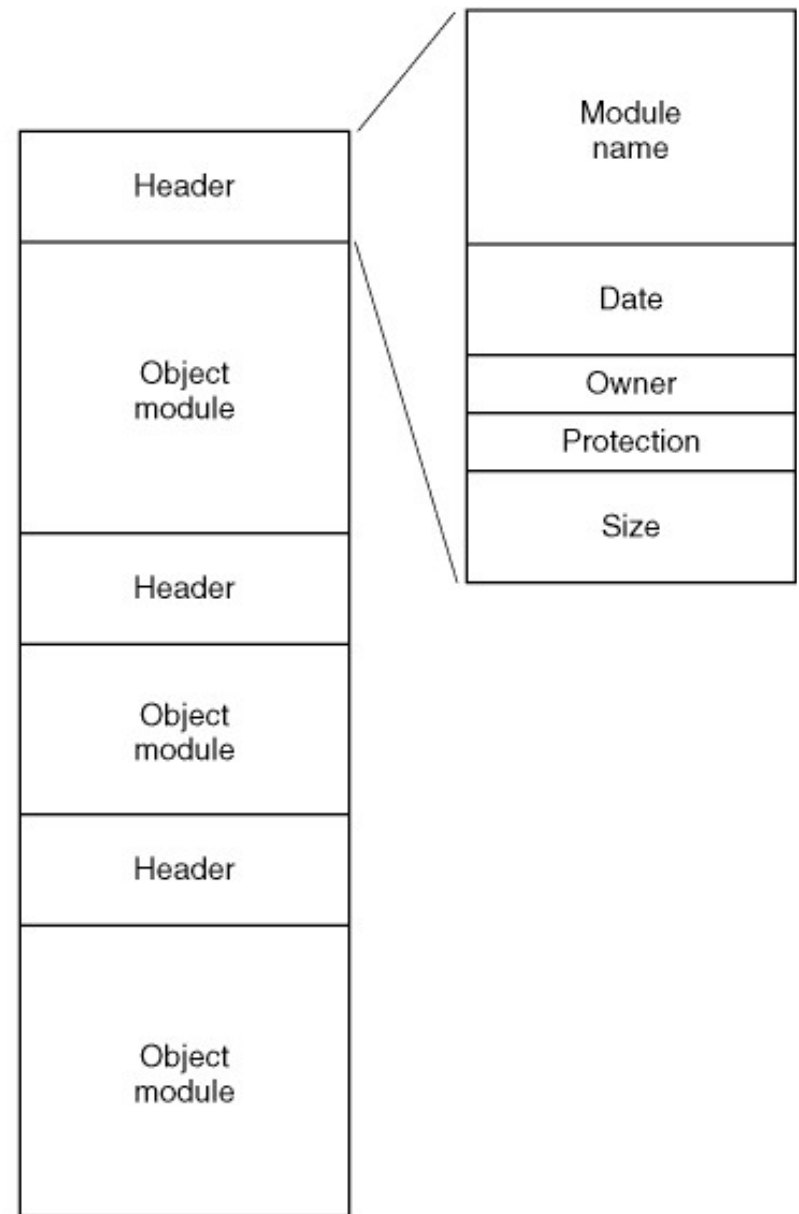 Header
Object
module
Header
Object
module
Header
Object
module
Module
name
Date
Owner
Protection
Size